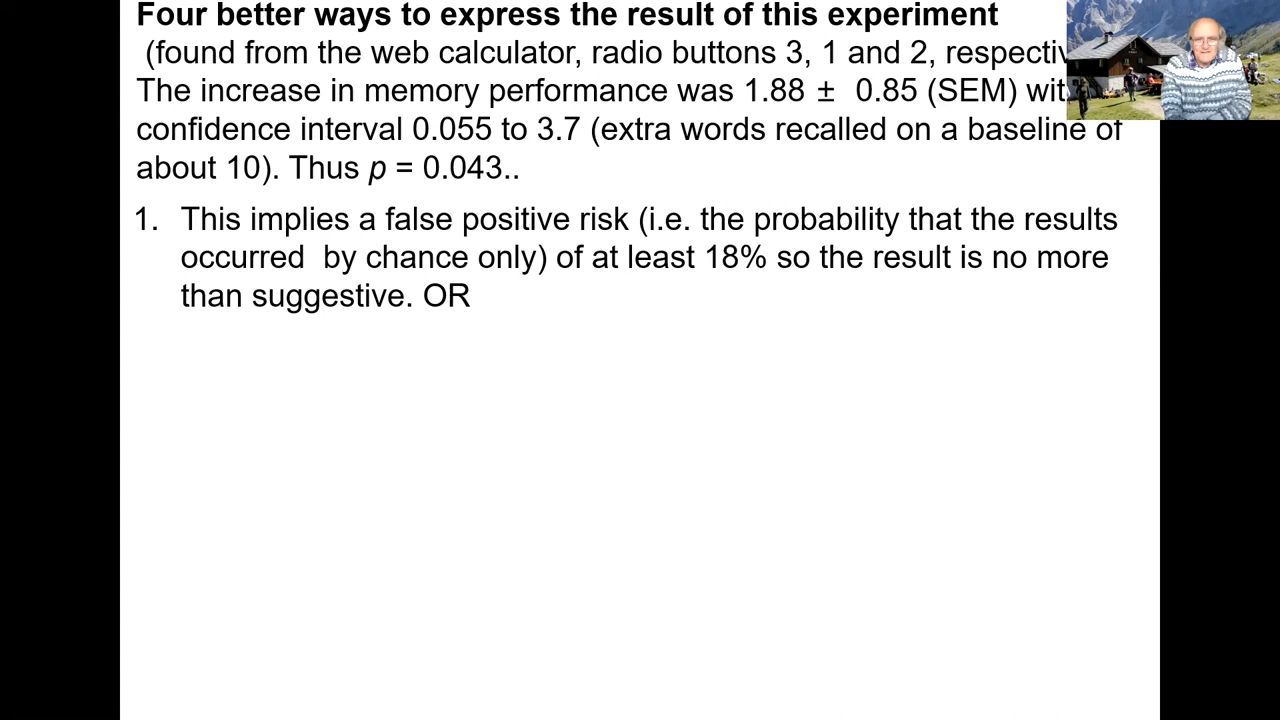 Four better ways to express the result of this experiment
(found from the web calculator, radio buttons 3, 1 and 2,
The increase in memory performance was 1.88 ± 0.85 (SEM)
confidence interval 0.055 to 3.7 (extra words recalled on a baseline of
about 10). Thus p = 0.043..
1. This implies a false positive risk (i.e. the probability that the results
occurred by chance only) of at least 18% so the result is no more
than suggestive. OR